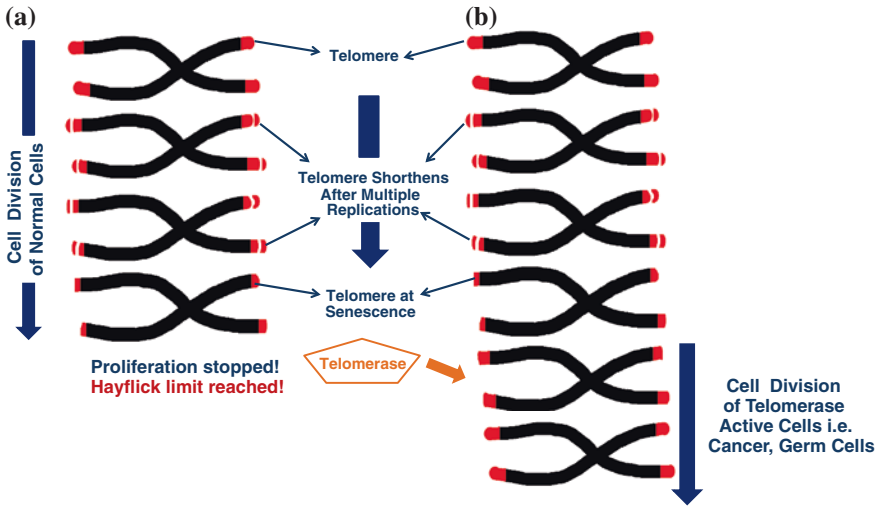 (a)
(b)
Telomere
Cell Division
of Normal Cells
Telomere Shorthens
After Multiple
Replications
Telomere at
Senescence
Proliferation stopped!
Hayflick limit reached!
Telomerase
Cell Division
of Telomerase
Active Cells i.e.
Cancer, Germ Cells